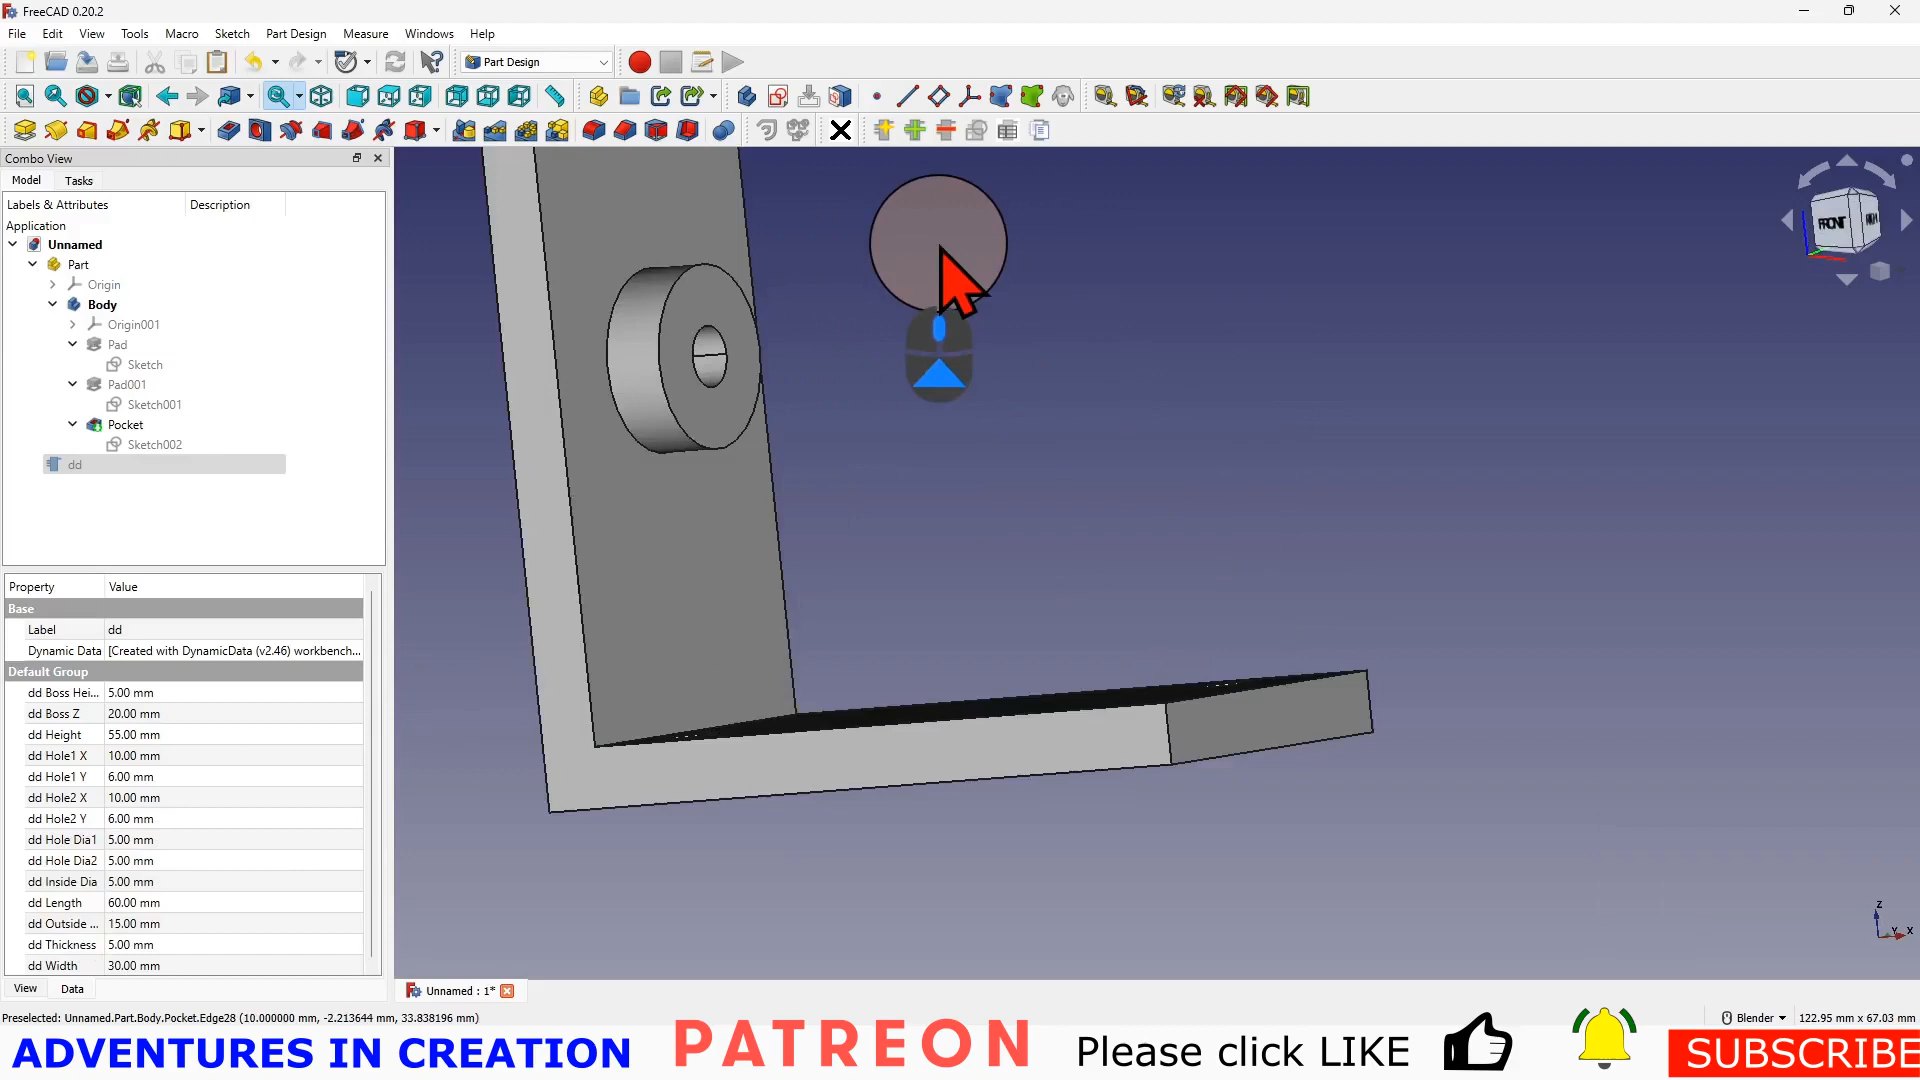 FreeCAD 0.20.2
File Edit View Tools Macro Sketch Part Design Measure Windows Help
Part Design
Combo View
Model Tasks
Labels & Attributes Description
Application
Unnamed
Part
Origin
Body
Origin001
Pad
Sketch
Pad001
Sketch001
Pocket
Sketch002
dd
Property Value
Base
Label dd
Dynamic Data [Created with DynamicData (v2.46) workbench...
Default Group
dd Boss Hei... 5.00 mm
dd Boss Z 20.00 mm
dd Height 55.00 mm
dd Hole1 X 10.00 mm
dd Hole1 Y 6.00 mm
dd Hole2 X 10.00 mm
dd Hole2 Y 6.00 mm
dd Hole Dia1 5.00 mm
dd Hole Dia2 5.00 mm
dd Inside Dia 5.00 mm
dd Length 60.00 mm
dd Outside ... 15.00 mm
dd Thickness 5.00 mm
dd Width 30.00 mm
View Data
FRONT
Z
Y X
Unnamed : 1*
Preselected: Unnamed.Part.Body.Pocket.Edge28 (10.000000 mm, -2.213644 mm, 33.838196 mm)
Blender 122.95 mm x 67.03 mm
ADVENTURES IN CREATION PATREON Please click LIKE SUBSCRIBE